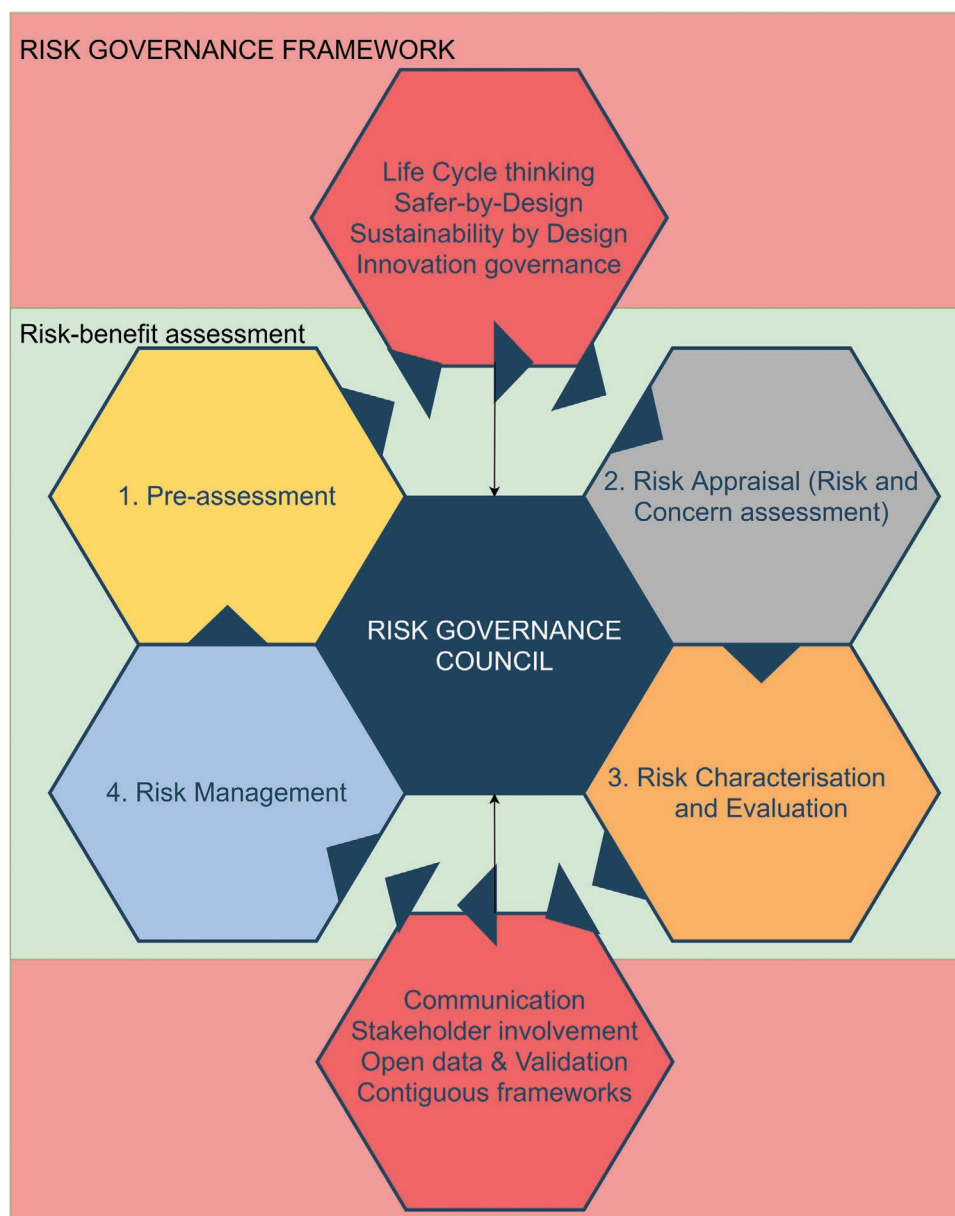 RISK GOVERNANCE FRAMEWORK
Life Cycle thinking
Safer-by-Design
Sustainability by Design
Innovation governance
Risk-benefit assessment
1. Pre-assessment
2. Risk Appraisal (Risk and
Concern assessment)
RISK GOVERNANCE
COUNCIL
4. Risk Management
3. Risk Characterisation
and Evaluation
Communication
Stakeholder involvement
Open data & Validation
Contiguous frameworks